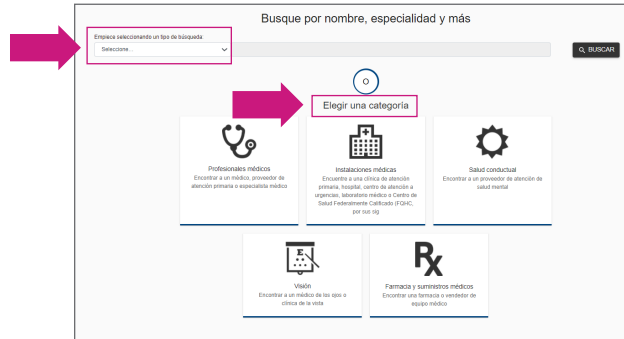 Busque por nombre, especialidad y más
Empiece seleccionando un tipo de búsqueda:
Seleccione...
BUSCAR
O
Elegir una categoría
Profesionales médicos
Encontrar a un médico, proveedor de
atención primaria o especialista médico
Instalaciones médicas
Encuentre a una clínica de atención
primaria, hospital, centro de atención a
urgencias, laboratorio médico o Centro de
Salud Federalmente Calificado (FQHC,
por sus sig
Salud conductual
Encontrar a un proveedor de atención de
salud mental
E
Visión
Encontrar a un médico de los ojos o
clínica de la vista
Rx
Farmacia y suministros médicos
Encontrar una farmacia o vendedor de
equipo médico